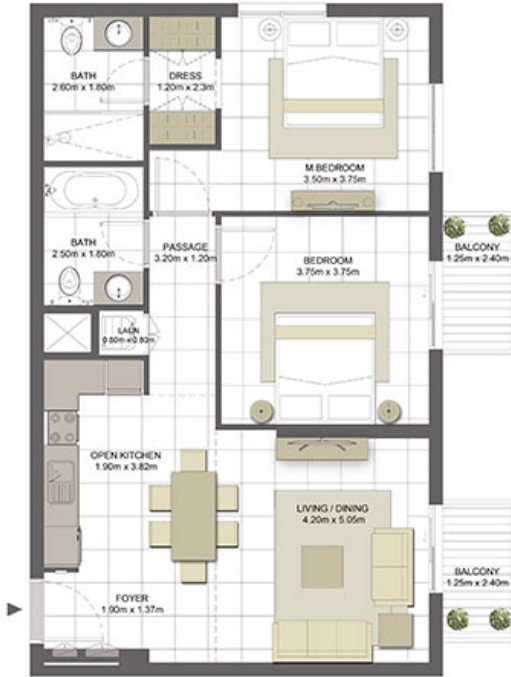 BATH
2.60m x 1.80m
DRESS
1.20m x 2.3m
M.BEDROOM
3.50m x 3.75m
BATH
2.50m x 1.80m
PASSAGE
3.20m x 1.20m
BEDROOM
3.75m x 3.75m
BALCONY
1.25m x 2.40m
LAUN
0.80m x 0.80m
OPEN KITCHEN
1.90m x 3.82m
LIVING / DINING
4.20m x 5.05m
BALCONY
1.25m x 2.40m
FOYER
1.90m x 1.37m